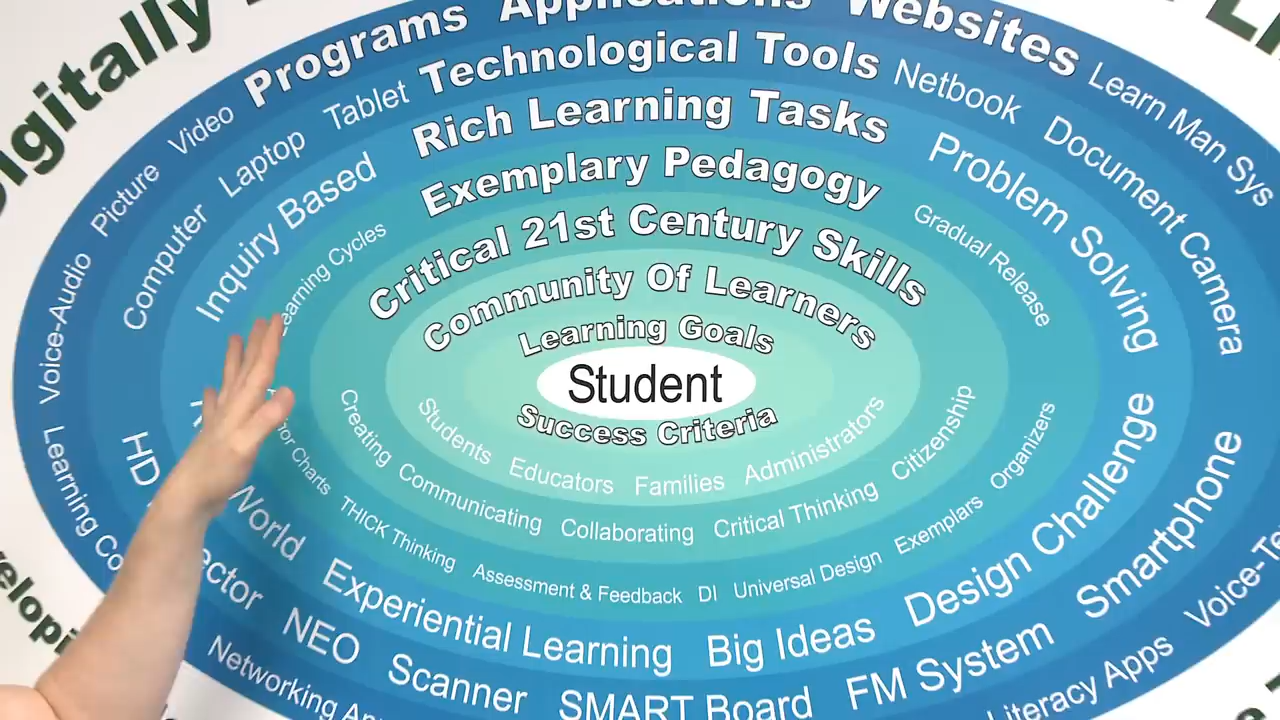 Programs Applications Websites
Learn Man Sys
Technological Tools
Video
Tablet
Netbook
Rich Learning Tasks
Picture
Laptop
Document Camera
Exemplary Pedagogy
Computer
Inquiry Based
Problem Solving
Critical 21st Century Skills
Voice-Audio
Learning Cycles
Gradual Release
Community Of Learners
Learning Goals
Student
Success Criteria
Students Educators Families Administrators
Creating Communicating Collaborating Critical Thinking Citizenship
Charts THICK Thinking Assessment & Feedback DI Universal Design Exemplars Organizers
World Experiential Learning Big Ideas Design Challenge
HD
NEO Scanner SMART Board FM System Smartphone
Learning
Networking
Literacy Apps